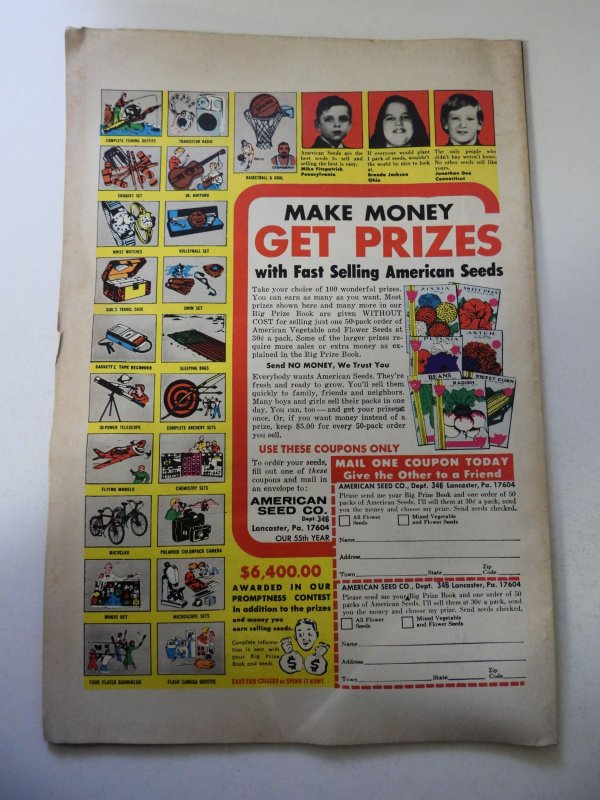 COMPLETE FISHING OUTFITS
TRANSISTOR RADIO
CROQUET SET
JR. GUITARS
WRIST WATCHES
VOLLEYBALL SET
GIRL'S TRAVEL CASE
SWIM SET
CASSETTE TAPE RECORDER
SLEEPING BAGS
30 POWER TELESCOPE
COMPLETE ARCHERY SETS
FLYING MODELS
CHEMISTRY SETS
BICYCLES
POLAROID COLORPACK CAMERA
MAGIC SET
MICROSCOPE SETS
FOUR PLAYER BADMINTON
FLASH CAMERA OUTFITS
BASKETBALL & GOAL
American Seeds are the
best seeds to sell and
selling the best is easy.
Mike Fitzpatrick
Pennsylvania
If everyone would plant
1 pack of seeds, wouldn't
the world be nice to look
at.
Brenda Jackson
Ohio
The only people who
didn't buy weren't home.
No other seeds sell like
yours.
Jonathan Dee
Connecticut
MAKE MONEY
GET PRIZES
with Fast Selling American Seeds
Take your choice of 100 wonderful prizes.
You can earn as many as you want. Most
prizes shown here and many more in our
Big Prize Book are given WITHOUT
COST for selling just one 50-pack order of
American Vegetable and Flower Seeds at
30¢ a pack. Some of the larger prizes re-
quire more sales or extra money as ex-
plained in the Big Prize Book.
Send NO MONEY, We Trust You
Everybody wants American Seeds. They're
fresh and ready to grow. You'll sell them
quickly to family, friends and neighbors.
Many boys and girls sell their packs in one
day. You can, too — and get your prize at
once. Or, if you want money instead of a
prize, keep $5.00 for every 50-pack order
you sell.
ZINNIA
SWEET PEAS
PETUNIA
ASTER
BEANS
RADISH
SWEET CORN
USE THESE COUPONS ONLY
To order your seeds,
fill out one of these
coupons and mail in
an envelope to:
AMERICAN
SEED CO.
Dept. 346
Lancaster, Pa. 17604
OUR 55th YEAR
MAIL ONE COUPON TODAY
Give the Other to a Friend
AMERICAN SEED CO., Dept. 346 Lancaster, Pa. 17604
Please send me your Big Prize Book and one order of 50
packs of American Seeds. I'll sell them at 30¢ a pack, send
you the money and choose my prize. Send seeds checked.
All Flower
Seeds
Mixed Vegetable
and Flower Seeds
Name
Address
Town State Zip
Code
AMERICAN SEED CO., Dept. 346 Lancaster, Pa. 17604
Please send me your Big Prize Book and one order of 50
packs of American Seeds. I'll sell them at 30¢ a pack, send
you the money and choose my prize. Send seeds checked.
All Flower
Seeds
Mixed Vegetable
and Flower Seeds
Name
Address
Town State Zip
Code
$6,400.00
AWARDED IN OUR
PROMPTNESS CONTEST
in addition to the prizes
and money you
earn selling seeds.
Complete informa-
tion is sent with
your Big Prize
Book and seeds.
$
$
SAVE FOR COLLEGE or SPEND IT NOW!